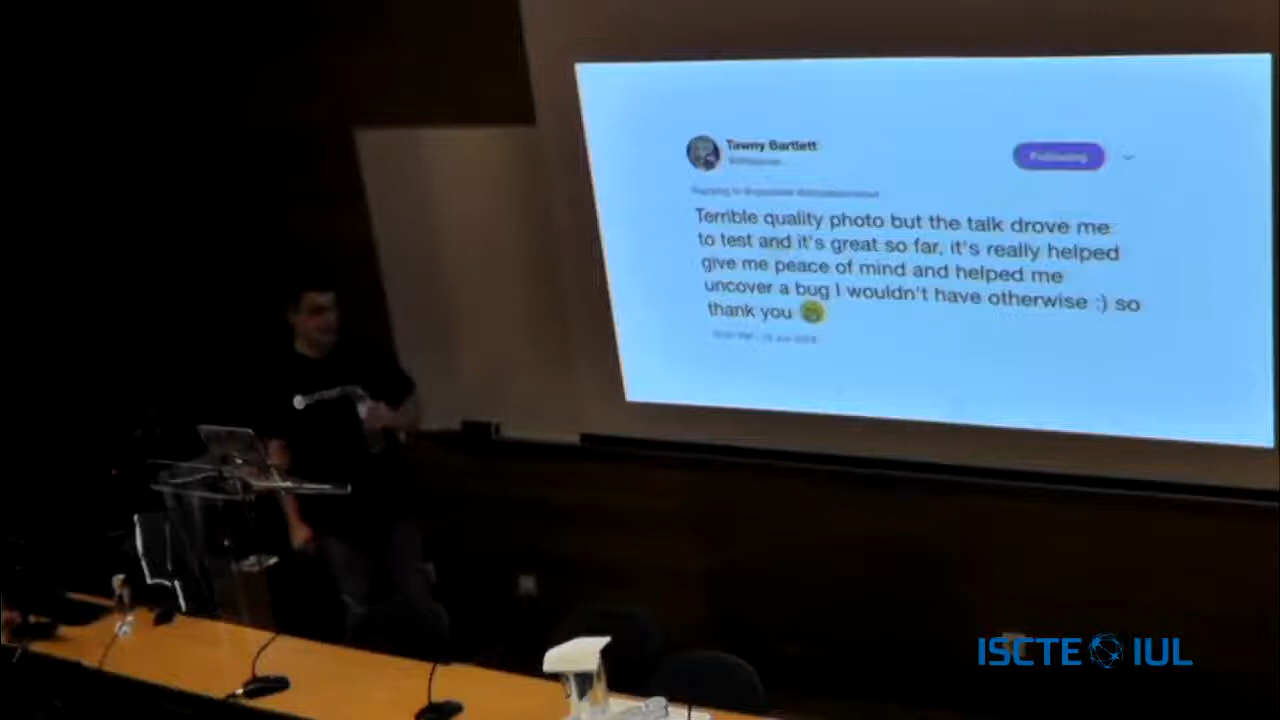 Tawny Bartlett
Following
Terrible quality photo but the talk drove me
to test and it's great so far, it's really helped
give me peace of mind and helped me
uncover a bug I wouldn't have otherwise :) so
thank you
ISCTE IUL